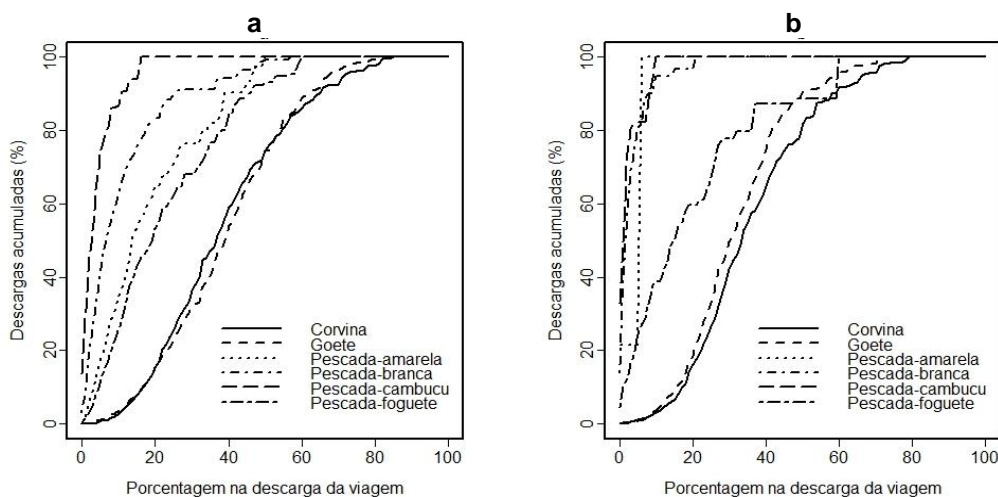 a
Descargas acumuladas (%)
100
80
60
40
20
0
Corvina
Goete
Pescada-amarela
Pescada-branca
Pescada-cambucu
Pescada-foguete
0 20 40 60 80 100
Porcentagem na descarga da viagem
b
Descargas acumuladas (%)
100
80
60
40
20
0
Corvina
Goete
Pescada-amarela
Pescada-branca
Pescada-cambucu
Pescada-foguete
0 20 40 60 80 100
Porcentagem na descarga da viagem